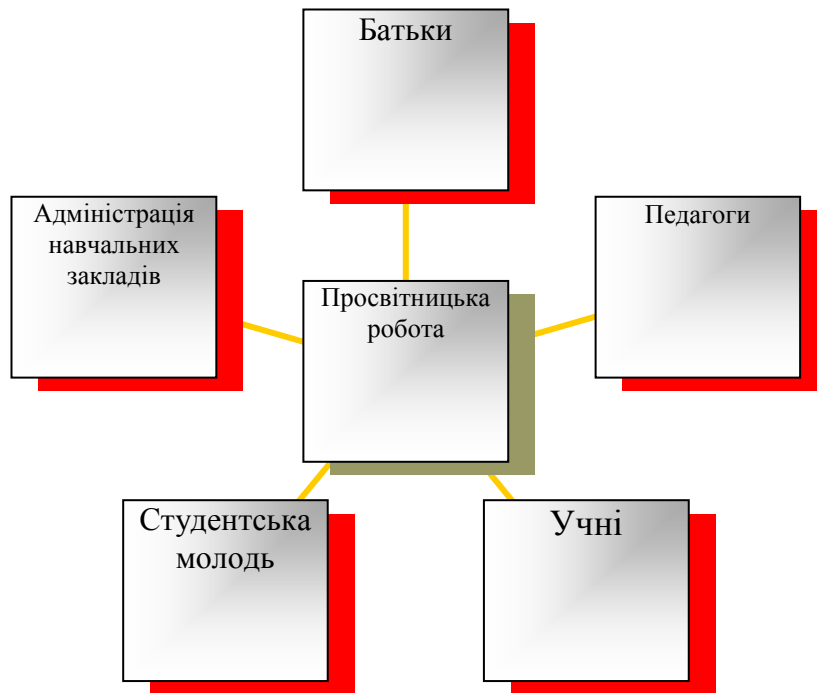 Батьки
Адміністрація
навчальних
закладів
Педагоги
Просвітницька
робота
Студентська
молодь
Учні